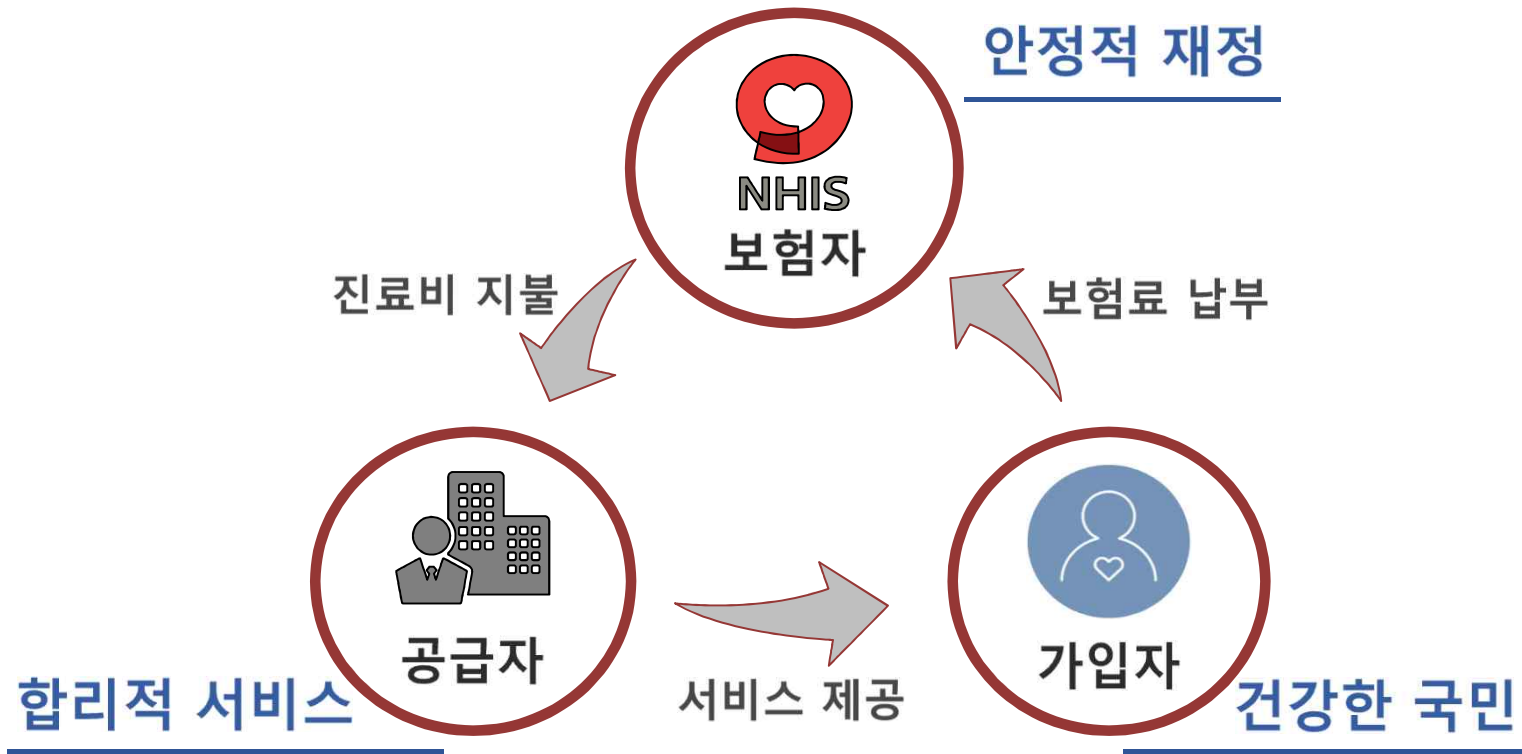 안정적 재정
NHIS
보험자
진료비 지불
보험료 납부
공급자
가입자
합리적 서비스
서비스 제공
건강한 국민